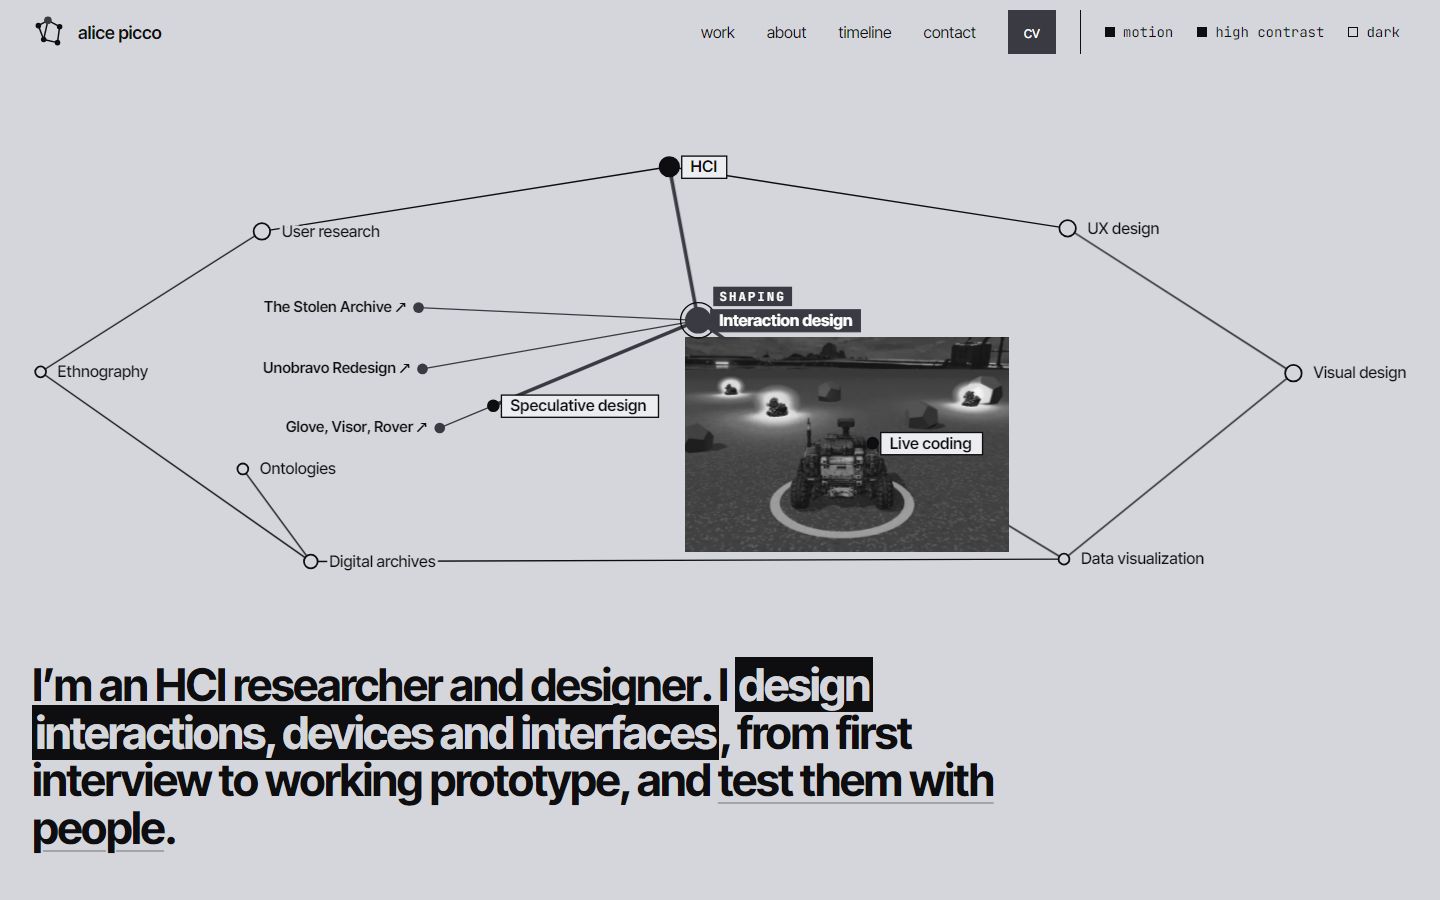 alice picco
work
about
timeline
contact
cv
motion
high contrast
dark
HCI
User research
UX design
SHAPING
The Stolen Archive ↗
Interaction design
Unobravo Redesign ↗
Ethnography
Visual design
Speculative design
Glove, Visor, Rover ↗
Live coding
Ontologies
Digital archives
Data visualization
I’m an HCI researcher and designer. I design
interactions, devices and interfaces, from first
interview to working prototype, and test them with
people.